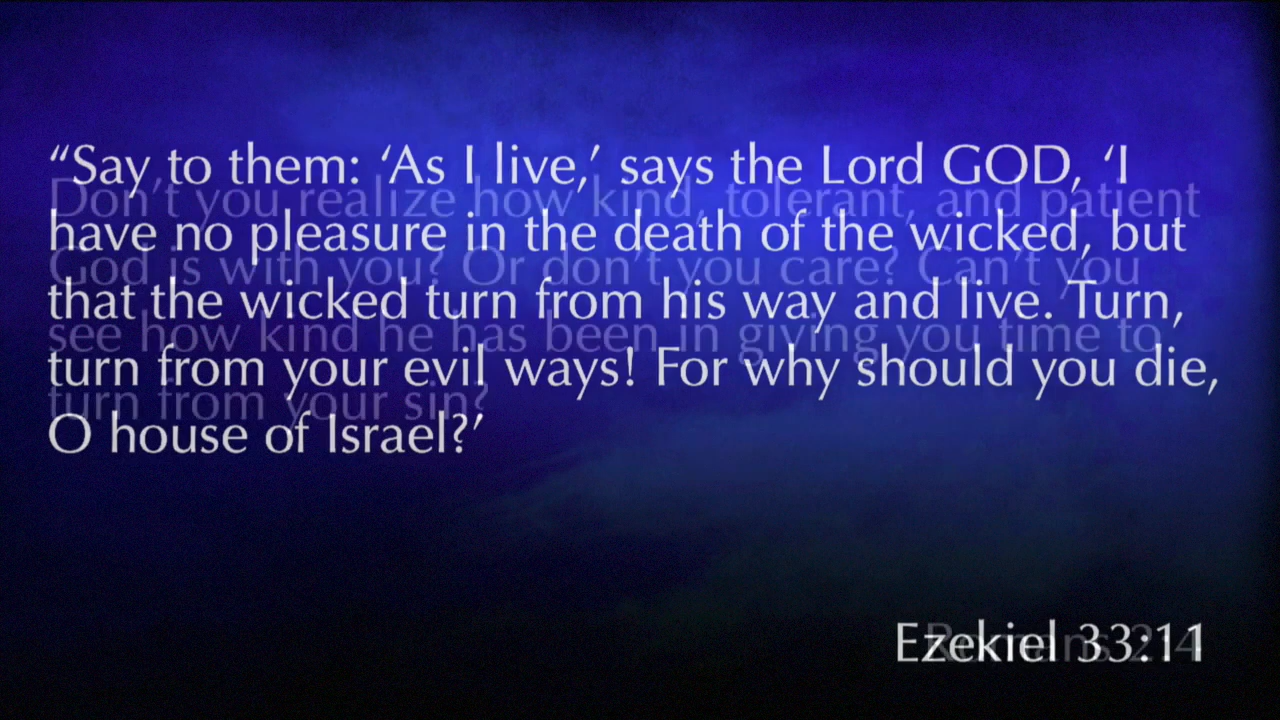 “Say to them: ‘As I live,’ says the Lord GOD, ‘I
Don’t you realize how kind, tolerant, and patient
have no pleasure in the death of the wicked, but
God is with you? Or don’t you care? Can’t you
that the wicked turn from his way and live. Turn,
see how kind he has been in giving you time to
turn from your evil ways! For why should you die,
turn from your sin?
O house of Israel?’
Ezekiel 33:11
Romans 2:4